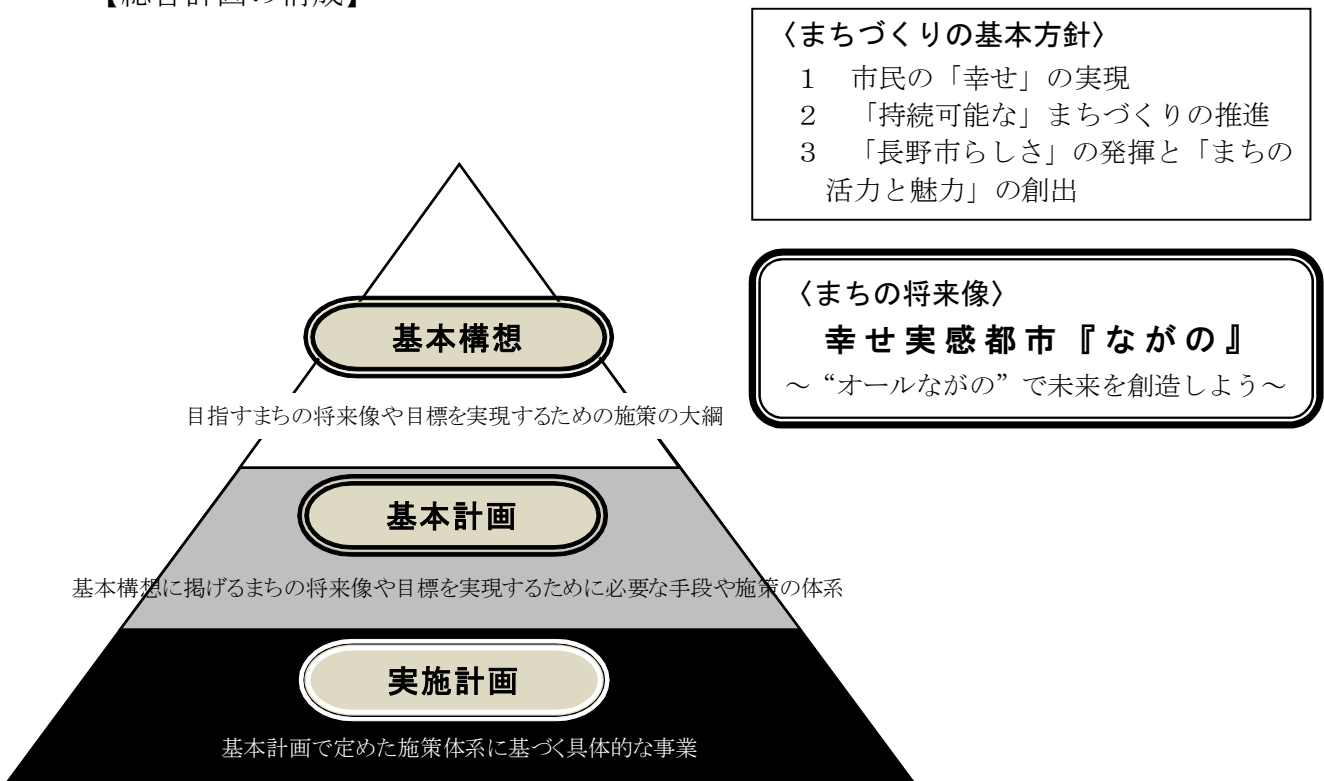 【総合計画の構成】
〈まちづくりの基本方針〉
１　市民の「幸せ」の実現
２　「持続可能な」まちづくりの推進
３　「長野市らしさ」の発揮と「まちの
活力と魅力」の創出
〈まちの将来像〉
幸せ実感都市『ながの』
～“オールながの”で未来を創造しよう～
基本構想
目指すまちの将来像や目標を実現するための施策の大綱
基本計画
基本構想に掲げるまちの将来像や目標を実現するために必要な手段や施策の体系
実施計画
基本計画で定めた施策体系に基づく具体的な事業